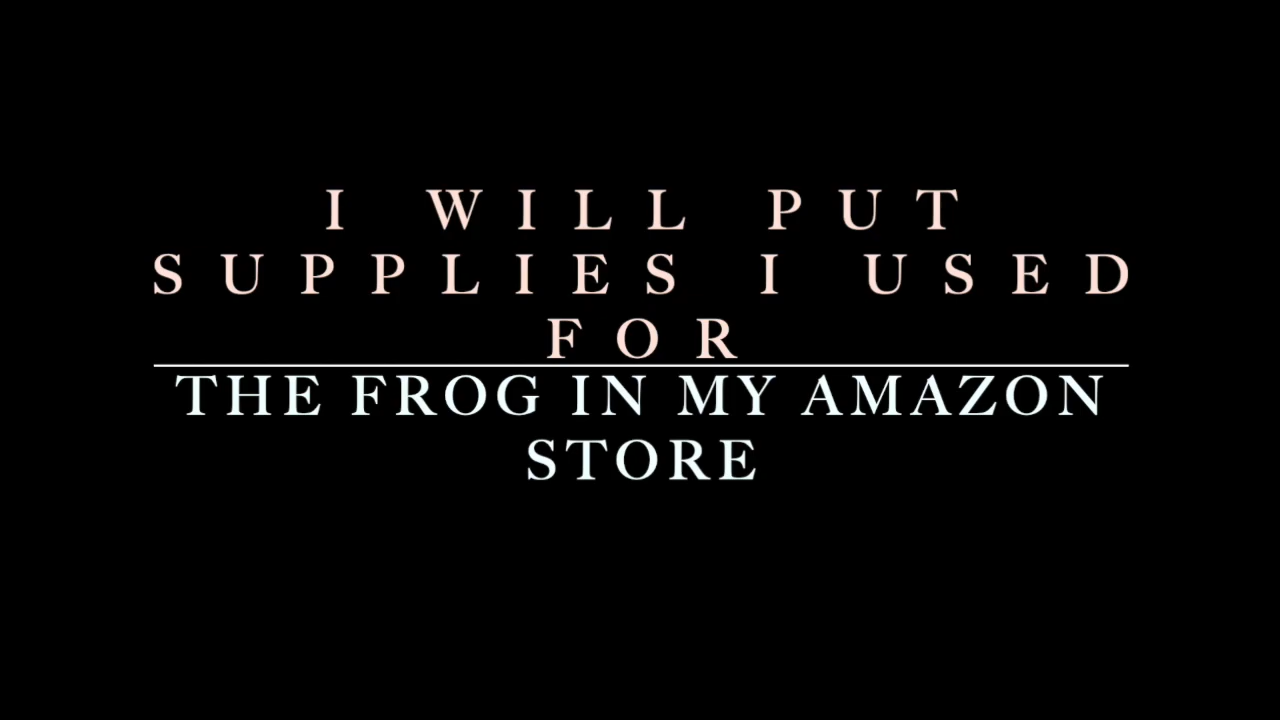 I WILL PUT
SUPPLIES I USED
FOR
THE FROG IN MY AMAZON
STORE